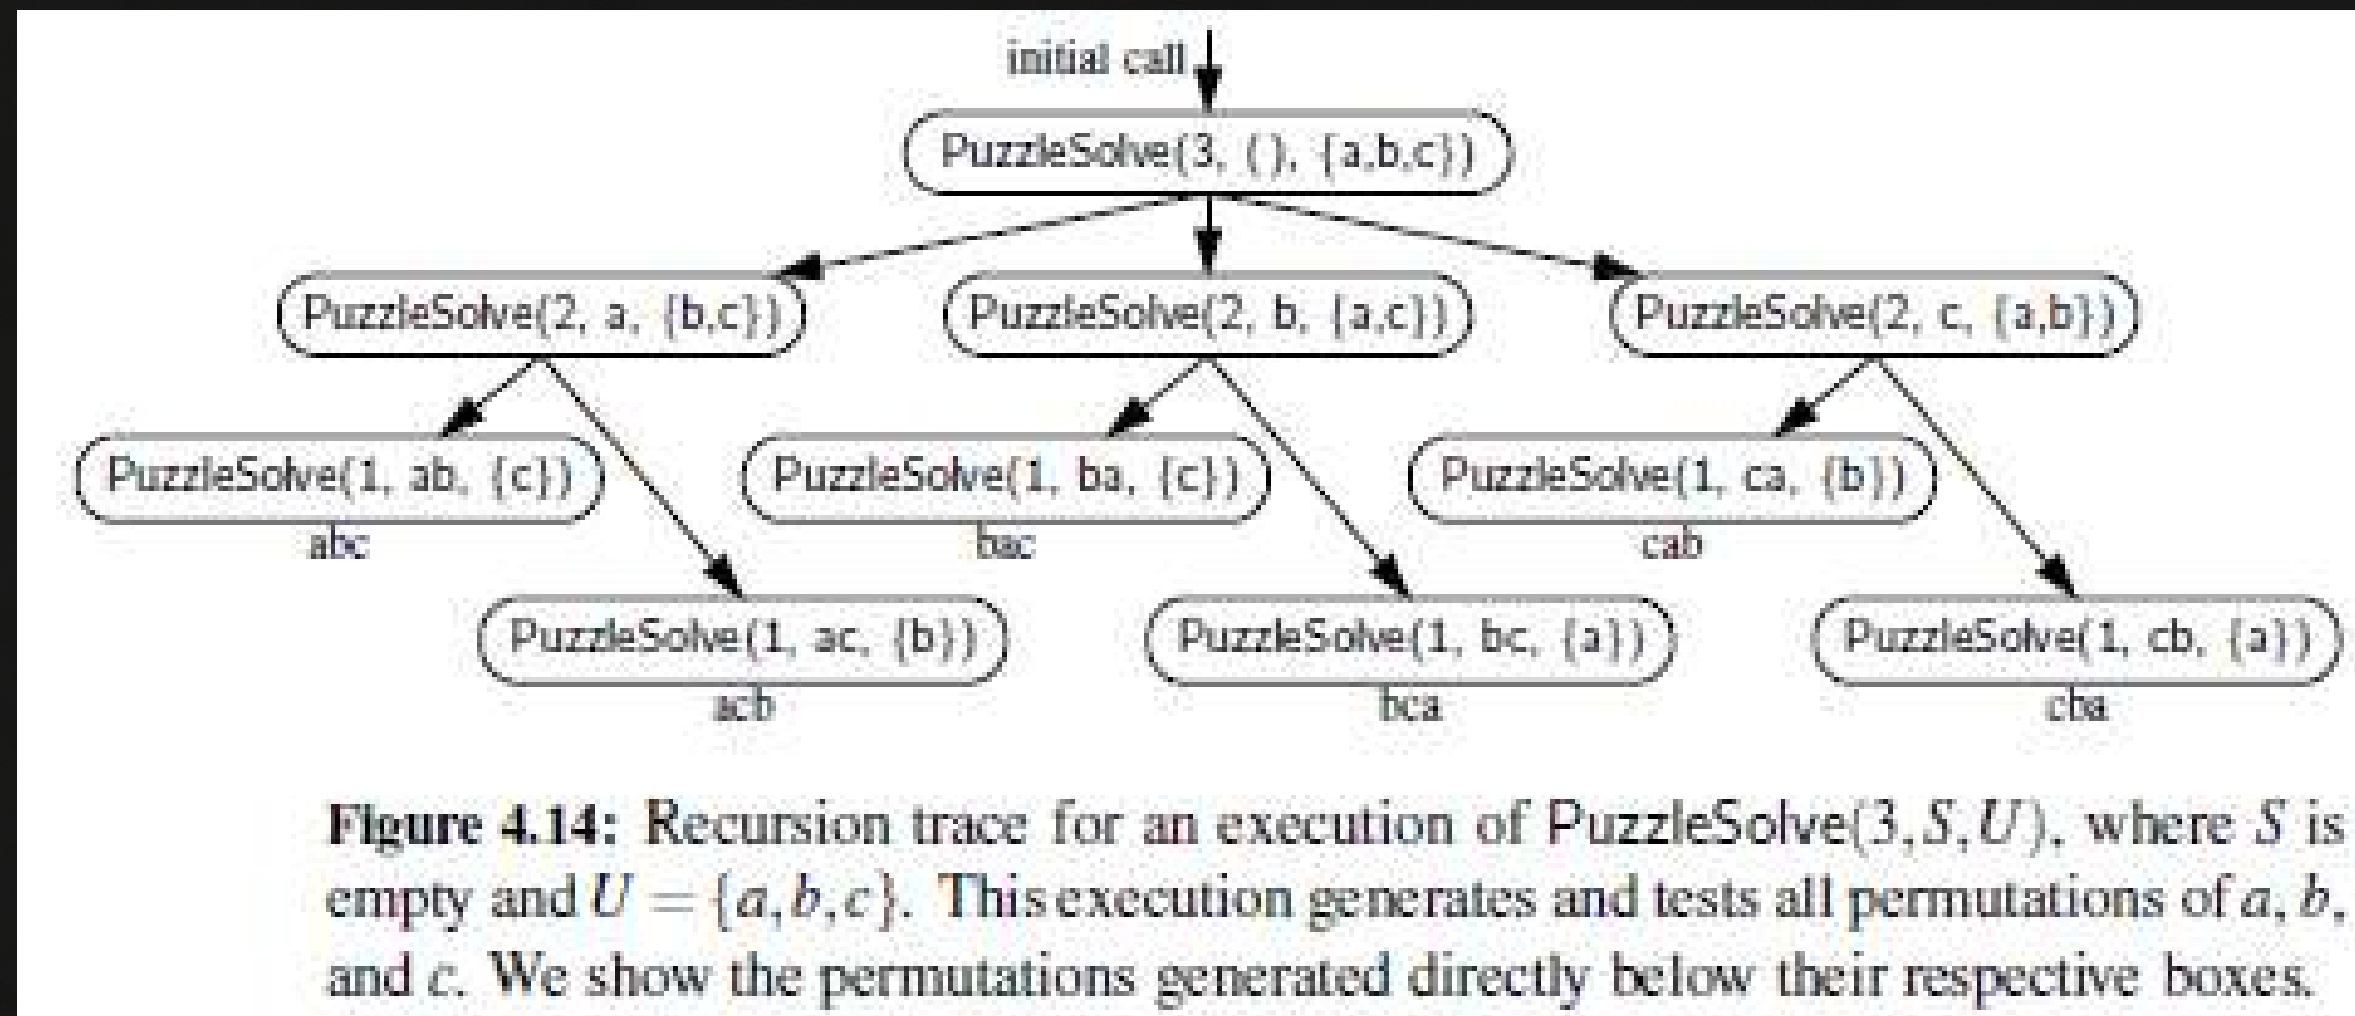 initial call
PuzzleSolve(3, (), {a,b,c})
PuzzleSolve(2, a, {b,c})
PuzzleSolve(2, b, {a,c})
PuzzleSolve(2, c, {a,b})
PuzzleSolve(1, ab, {c})
PuzzleSolve(1, ba, {c})
PuzzleSolve(1, ca, {b})
abc
bac
cab
PuzzleSolve(1, ac, {b})
PuzzleSolve(1, bc, {a})
PuzzleSolve(1, cb, {a})
acb
bca
cba
Figure 4.14: Recursion trace for an execution of PuzzleSolve(3,S,U), where S is
empty and U = {a,b,c}. This execution generates and tests all permutations of a, b,
and c. We show the permutations generated directly below their respective boxes.